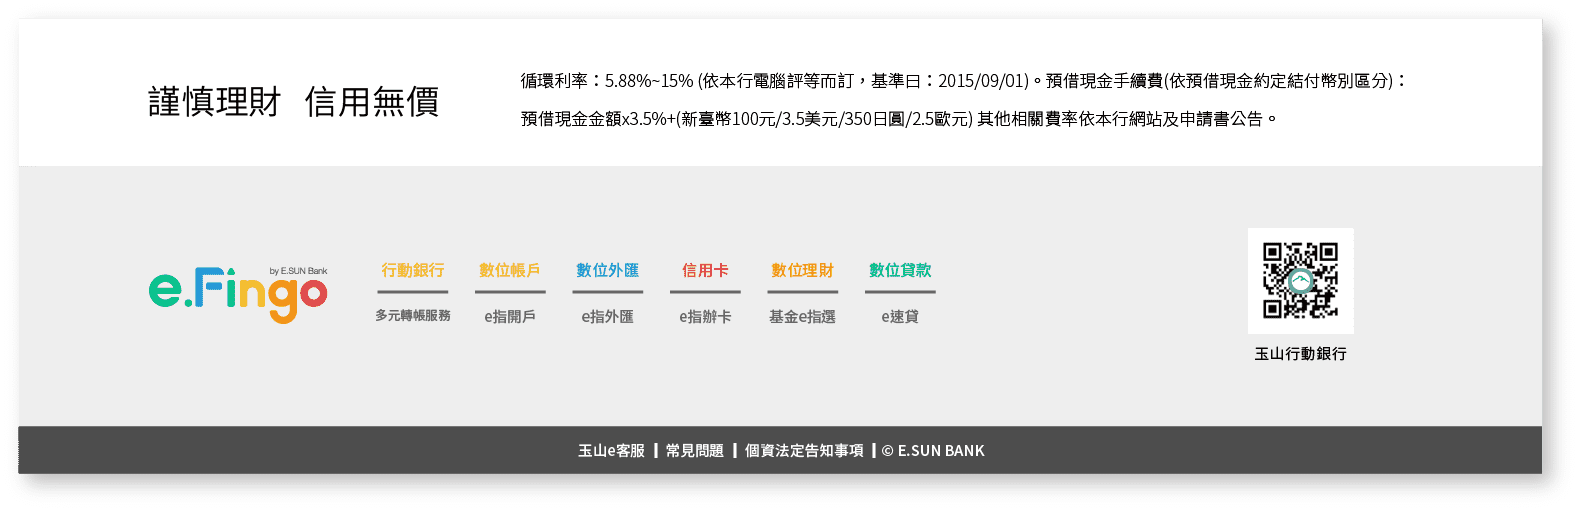 謹慎理財 信用無價
循環利率：5.88%~15% (依本行電腦評等而訂，基準日：2015/09/01)。預借現金手續費(依預借現金約定結付幣別區分)：
預借現金金額x3.5%+(新臺幣100元/3.5美元/350日圓/2.5歐元) 其他相關費率依本行網站及申請書公告。
by E.SUN Bank
e.Fingo
行動銀行 數位帳戶 數位外匯 信用卡 數位理財 數位貸款
多元轉帳服務 e指開戶 e指外匯 e指辦卡 基金e指選 e速貸
玉山行動銀行
玉山e客服 | 常見問題 | 個資法定告知事項 | © E.SUN BANK